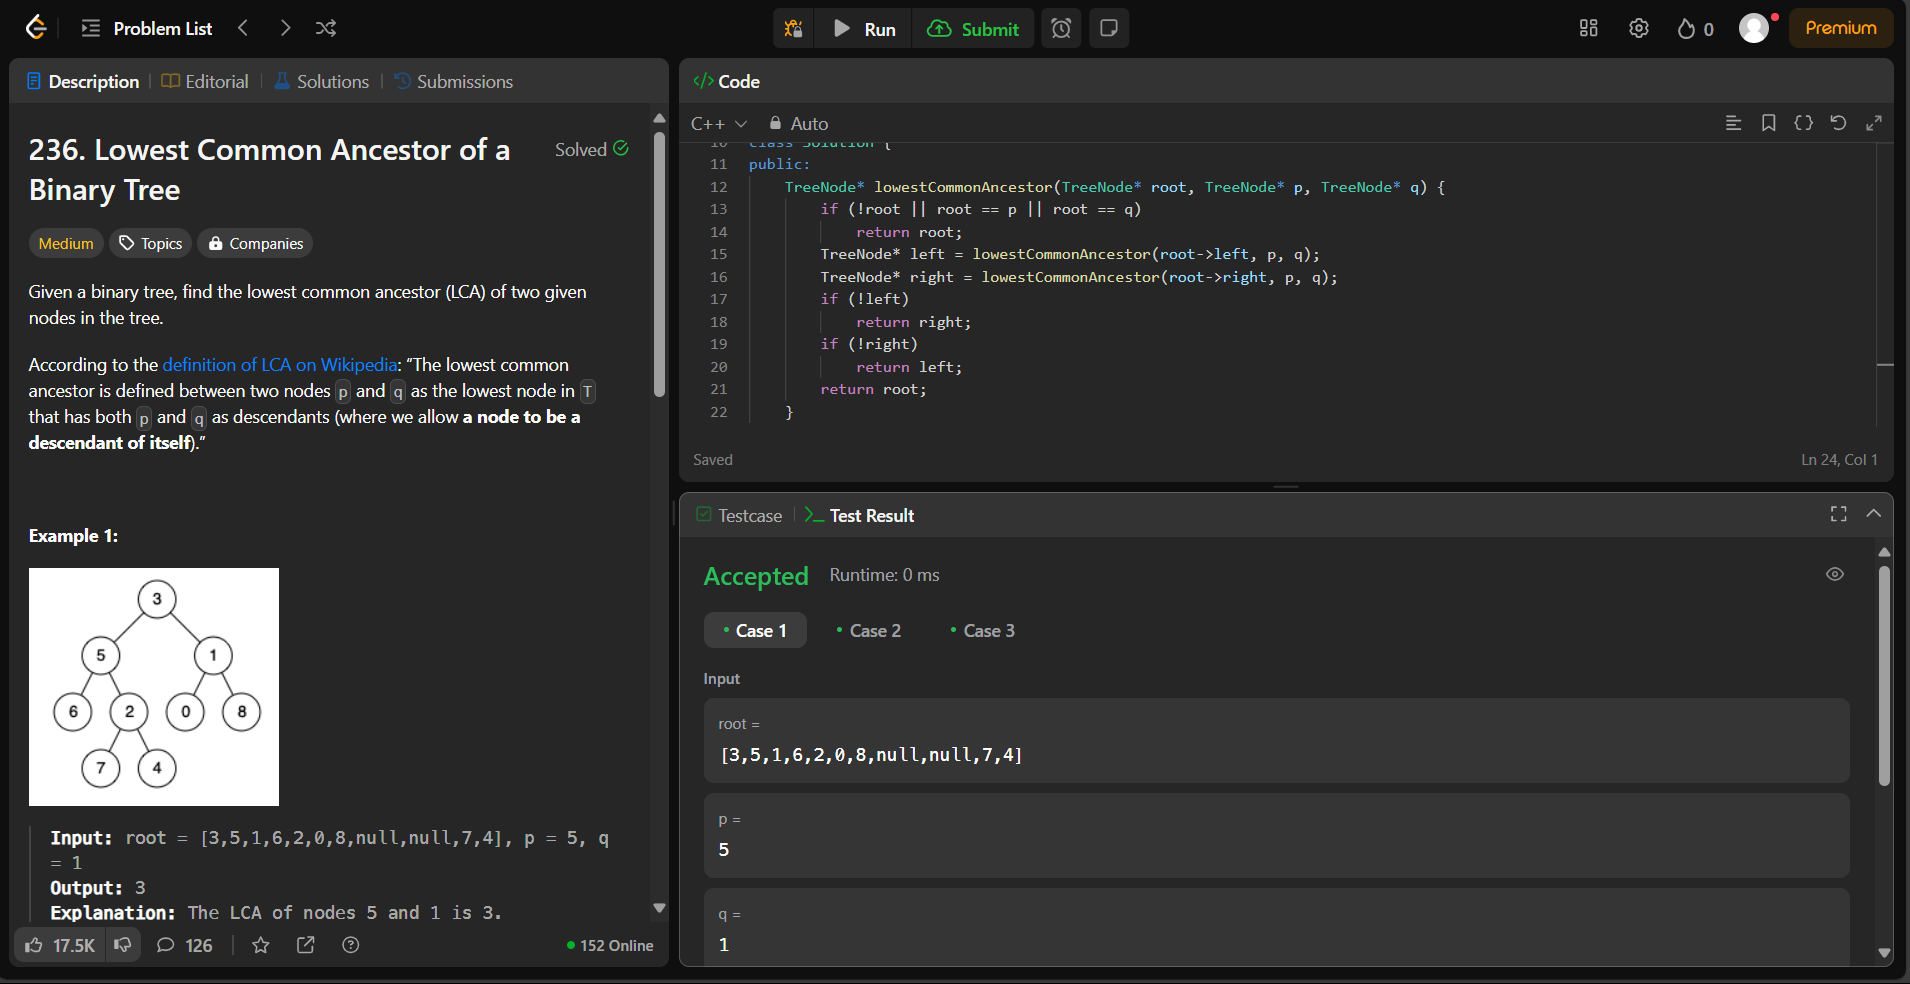 Problem List
Run
Submit
0
Premium
Description
Editorial
Solutions
Submissions
236. Lowest Common Ancestor of a
Binary Tree
Solved
Medium
Topics
Companies
Given a binary tree, find the lowest common ancestor (LCA) of two given
nodes in the tree.
According to the definition of LCA on Wikipedia: “The lowest common
ancestor is defined between two nodes p and q as the lowest node in T
that has both p and q as descendants (where we allow a node to be a
descendant of itself).”
Example 1:
3
5 1
6 2 0 8
7 4
Input: root = [3,5,1,6,2,0,8,null,null,7,4], p = 5, q
= 1
Output: 3
Explanation: The LCA of nodes 5 and 1 is 3.
17.5K
126
152 Online
Code
C++
Auto
10 class Solution {
11 public:
12 TreeNode* lowestCommonAncestor(TreeNode* root, TreeNode* p, TreeNode* q) {
13 if (!root || root == p || root == q)
14 return root;
15 TreeNode* left = lowestCommonAncestor(root->left, p, q);
16 TreeNode* right = lowestCommonAncestor(root->right, p, q);
17 if (!left)
18 return right;
19 if (!right)
20 return left;
21 return root;
22 }
Saved
Ln 24, Col 1
Testcase
Test Result
Accepted
Runtime: 0 ms
Case 1
Case 2
Case 3
Input
root =
[3,5,1,6,2,0,8,null,null,7,4]
p =
5
q =
1